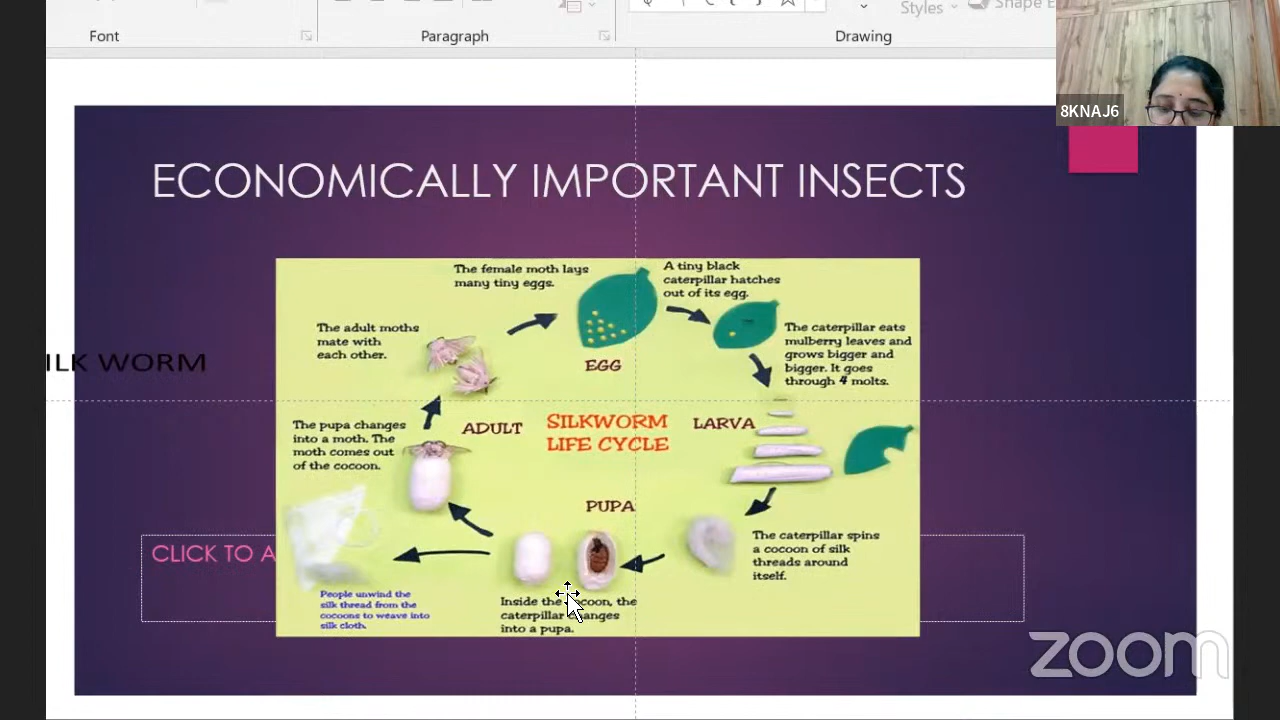 Font
Paragraph
Drawing
Styles
Shape E
8KNAJ6
ECONOMICALLY IMPORTANT INSECTS
ILK WORM
The female moth lays
many tiny eggs.
A tiny black
caterpillar hatches
out of its egg.
The adult moths
mate with
each other.
The caterpillar eats
mulberry leaves and
grows bigger and
bigger. It goes
through 4 molts.
EGG
The pupa changes
into a moth. The
moth comes out
of the cocoon.
ADULT
SILKWORM
LIFE CYCLE
LARVA
PUPA
The caterpillar spins
a cocoon of silk
threads around
itself.
CLICK TO A
People unwind the
silk thread from the
cocoons to weave into
silk cloth.
Inside the coon, the
caterpillar changes
into a pupa.
zoom